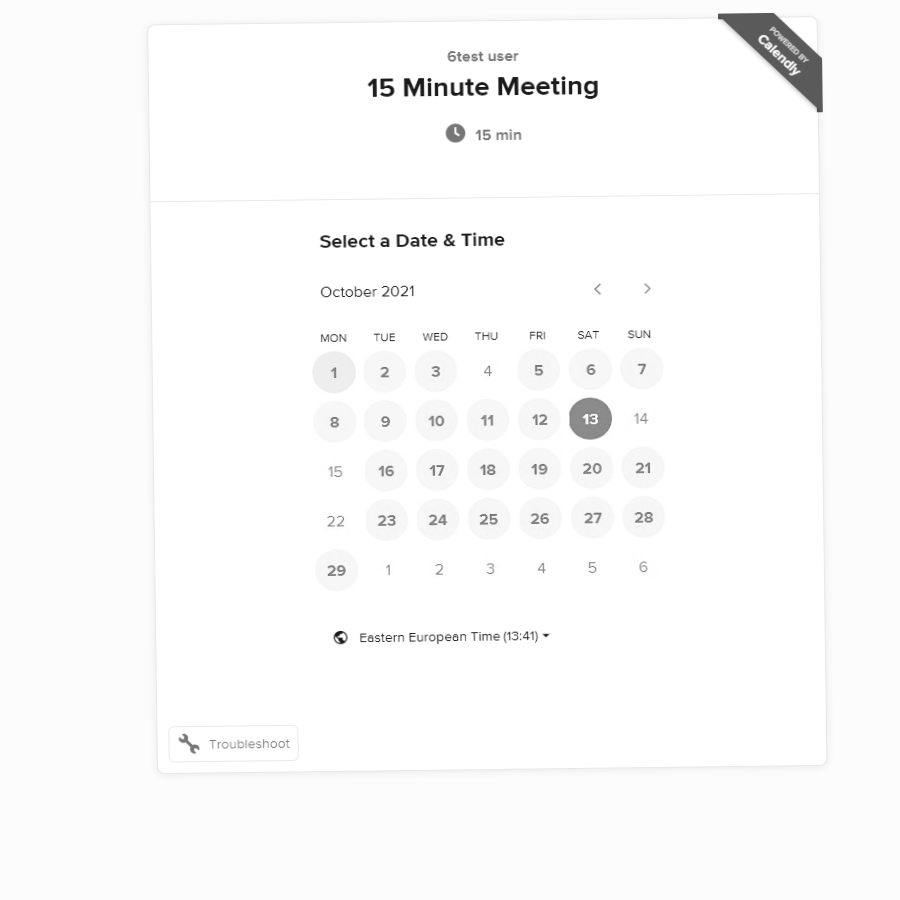 POWERED BY
Calendly
6test user
15 Minute Meeting
15 min
Select a Date & Time
October 2021
MON TUE WED THU FRI SAT SUN
1 2 3 4 5 6 7
8 9 10 11 12 13 14
15 16 17 18 19 20 21
22 23 24 25 26 27 28
29 1 2 3 4 5 6
Eastern European Time (13:41)
Troubleshoot